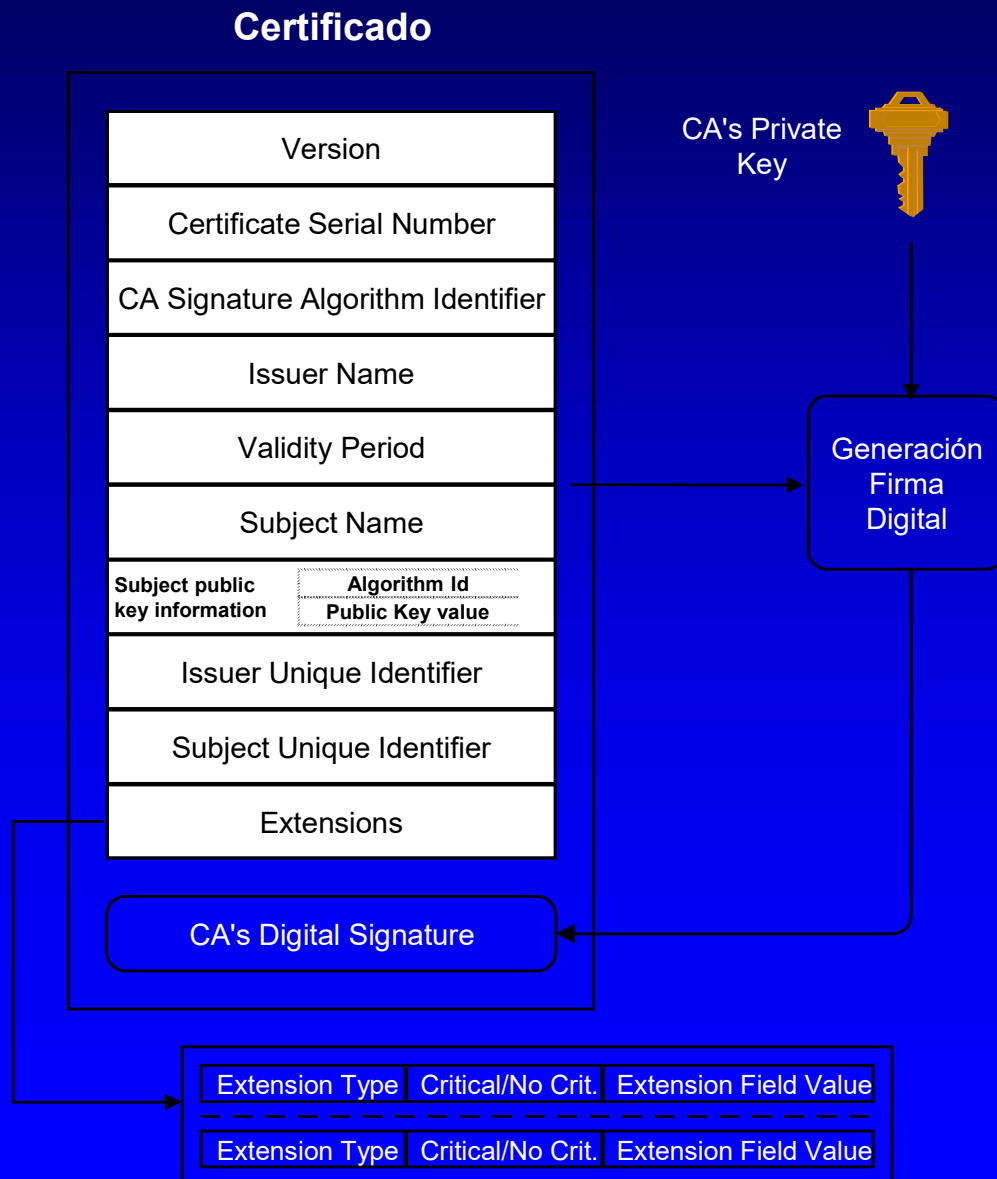 Certificado
Version
CA's Private
Key
Certificate Serial Number
CA Signature Algorithm Identifier
Issuer Name
Validity Period
Generación
Firma
Digital
Subject Name
Subject public
key information
Algorithm Id
Public Key value
Issuer Unique Identifier
Subject Unique Identifier
Extensions
CA's Digital Signature
Extension Type Critical/No Crit. Extension Field Value
Extension Type Critical/No Crit. Extension Field Value